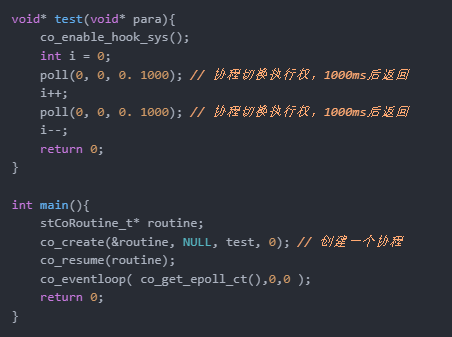 void* test(void* para){
    co_enable_hook_sys();
    int i = 0;
    poll(0, 0, 0. 1000); // 协程切换执行权，1000ms后返回
    i++;
    poll(0, 0, 0. 1000); // 协程切换执行权，1000ms后返回
    i--;
    return 0;
}

int main(){
    stCoRoutine_t* routine;
    co_create(&routine, NULL, test, 0); // 创建一个协程
    co_resume(routine);
    co_eventloop( co_get_epoll_ct(),0,0 );
    return 0;
}